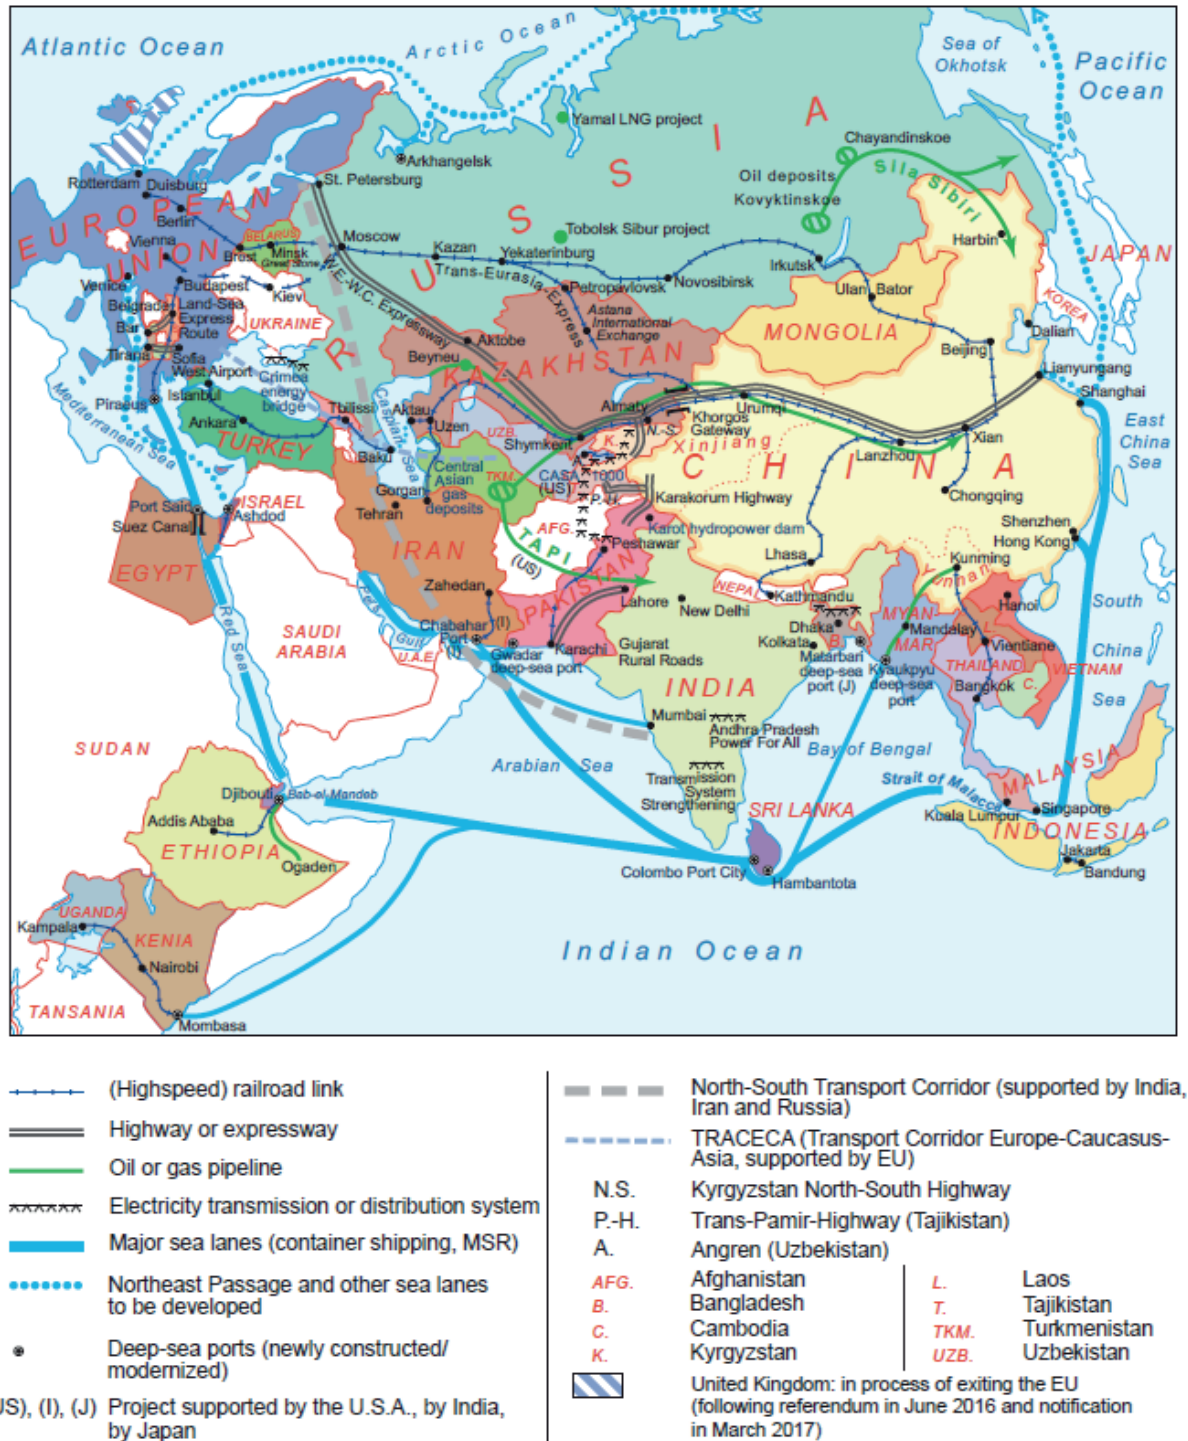 Atlantic Ocean
Arctic Ocean
Sea of
Okhotsk
Pacific
Ocean
Yamal LNG project
Chayandinskoe
Arkhangelsk
Sila Sibiri
Oil deposits
Kovyktinskoe
Rotterdam
Duisburg
St. Petersburg
Berlin
EUROPEAN
UNION
RUSSIA
BELARUS
Minsk
Great Stone
Brest
Moscow
Kazan
Yekaterinburg
Tobolsk Sibur project
Trans-Eurasia-Express
Petropavlovsk
Novosibirsk
Irkutsk
Harbin
JAPAN
Vienna
Venice
Budapest
Kiev
W.E.-W.C. Expressway
Ulan Bator
KOREA
Belgrade
Land-Sea
Express
Route
UKRAINE
Bar
Tirana
Sofia
West Airport
Aktobe
Beyneu
Astana
International
Exchange
KAZAKHSTAN
MONGOLIA
Beijing
Dalian
Lianyungang
Shanghai
Crimea
energy
bridge
Istanbul
Piraeus
Mediterranean Sea
Ankara
TURKEY
Tbilisi
Baku
Caspian Sea
Aktau
Uzen
UZB.
Shymkent
Almaty
N.-S.
Khorgos
Gateway
Urumqi
Xinjiang
Lanzhou
Xian
East
China
Sea
CHINA
Chongqing
K.
A.
TKM.
Central
Asian
gas
deposits
CASA 1000
(US)
P.-H.
Gorgan
Tehran
IRAN
Karakorum Highway
Karot hydropower dam
Port Said
Suez Canal
ISRAEL
Ashdod
EGYPT
AFG.
TAPI
(US)
Peshawar
PAKISTAN
Lahore
New Delhi
Lhasa
NEPAL
Kathmandu
Shenzhen
Hong Kong
Kunming
Yunnan
Zahedan
Chabahar
Port
(I)
(I)
Gwadar
deep-sea port
Karachi
Gujarat
Rural Roads
Pers.
Gulf
U.A.E.
SAUDI
ARABIA
Red Sea
Dhaka
B.
Kolkata
Matarbari
deep-sea
port (J)
MYAN-
MAR
Mandalay
Kyaukpyu
deep-sea
port
Hanoi
L.
Vientiane
THAILAND
VIETNAM
Bangkok
C.
South
China
Sea
INDIA
Mumbai
Andhra Pradesh
Power For All
Transmission
System
Strengthening
Arabian Sea
Bay of Bengal
SUDAN
Djibouti
Bab-el-Mandeb
Addis Ababa
ETHIOPIA
Ogaden
SRI LANKA
Colombo Port City
Hambantota
Strait of Malacca
MALAYSIA
Kuala Lumpur
Singapore
INDONESIA
Jakarta
Bandung
UGANDA
Kampala
KENIA
Nairobi
TANSANIA
Mombasa
Indian Ocean
(Highspeed) railroad link
Highway or expressway
Oil or gas pipeline
Electricity transmission or distribution system
Major sea lanes (container shipping, MSR)
Northeast Passage and other sea lanes
to be developed
Deep-sea ports (newly constructed/
modernized)
US), (I), (J) Project supported by the U.S.A., by India,
by Japan
North-South Transport Corridor (supported by India,
Iran and Russia)
TRACECA (Transport Corridor Europe-Caucasus-
Asia, supported by EU)
N.S. Kyrgyzstan North-South Highway
P.-H. Trans-Pamir-Highway (Tajikistan)
A. Angren (Uzbekistan)
AFG. Afghanistan
B. Bangladesh
C. Cambodia
K. Kyrgyzstan
L. Laos
T. Tajikistan
TKM. Turkmenistan
UZB. Uzbekistan
United Kingdom: in process of exiting the EU
(following referendum in June 2016 and notification
in March 2017)